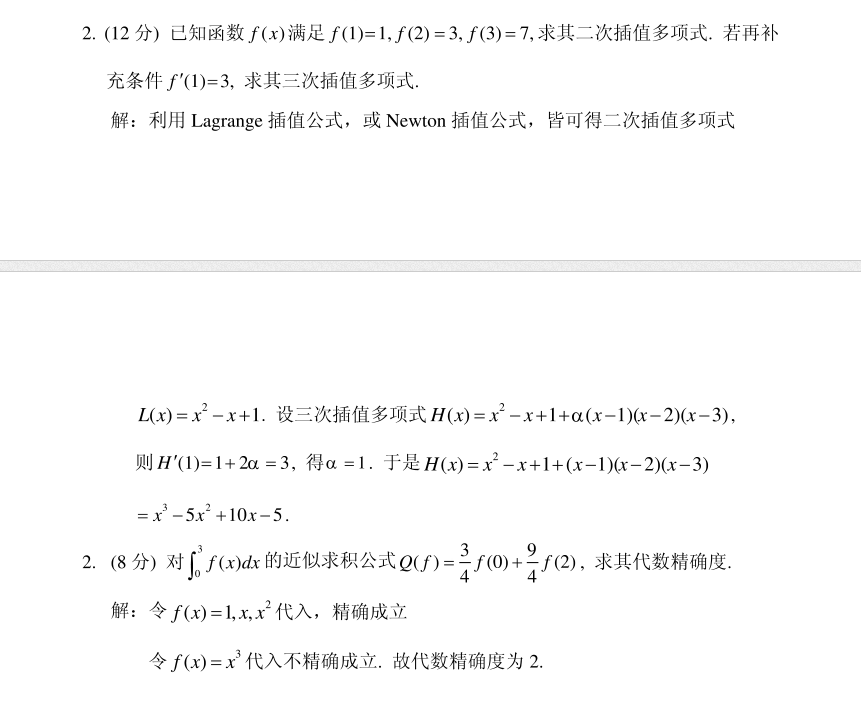 2. (12 分) 已知函数 f(x)满足 f(1)=1, f(2)=3, f(3)=7, 求其二次插值多项式. 若再补
充条件 f′(1)=3, 求其三次插值多项式.
解：利用 Lagrange 插值公式，或 Newton 插值公式，皆可得二次插值多项式
L(x)=x²−x+1. 设三次插值多项式 H(x)=x²−x+1+α(x−1)(x−2)(x−3),
则 H′(1)=1+2α=3, 得α=1. 于是 H(x)=x²−x+1+(x−1)(x−2)(x−3)
=x³−5x²+10x−5.
2. (8 分) 对 ∫₀³ f(x)dx 的近似求积公式 Q(f)=3/4 f(0)+9/4 f(2), 求其代数精确度.
解：令 f(x)=1,x,x² 代入，精确成立
令 f(x)=x³ 代入不精确成立. 故代数精确度为 2.